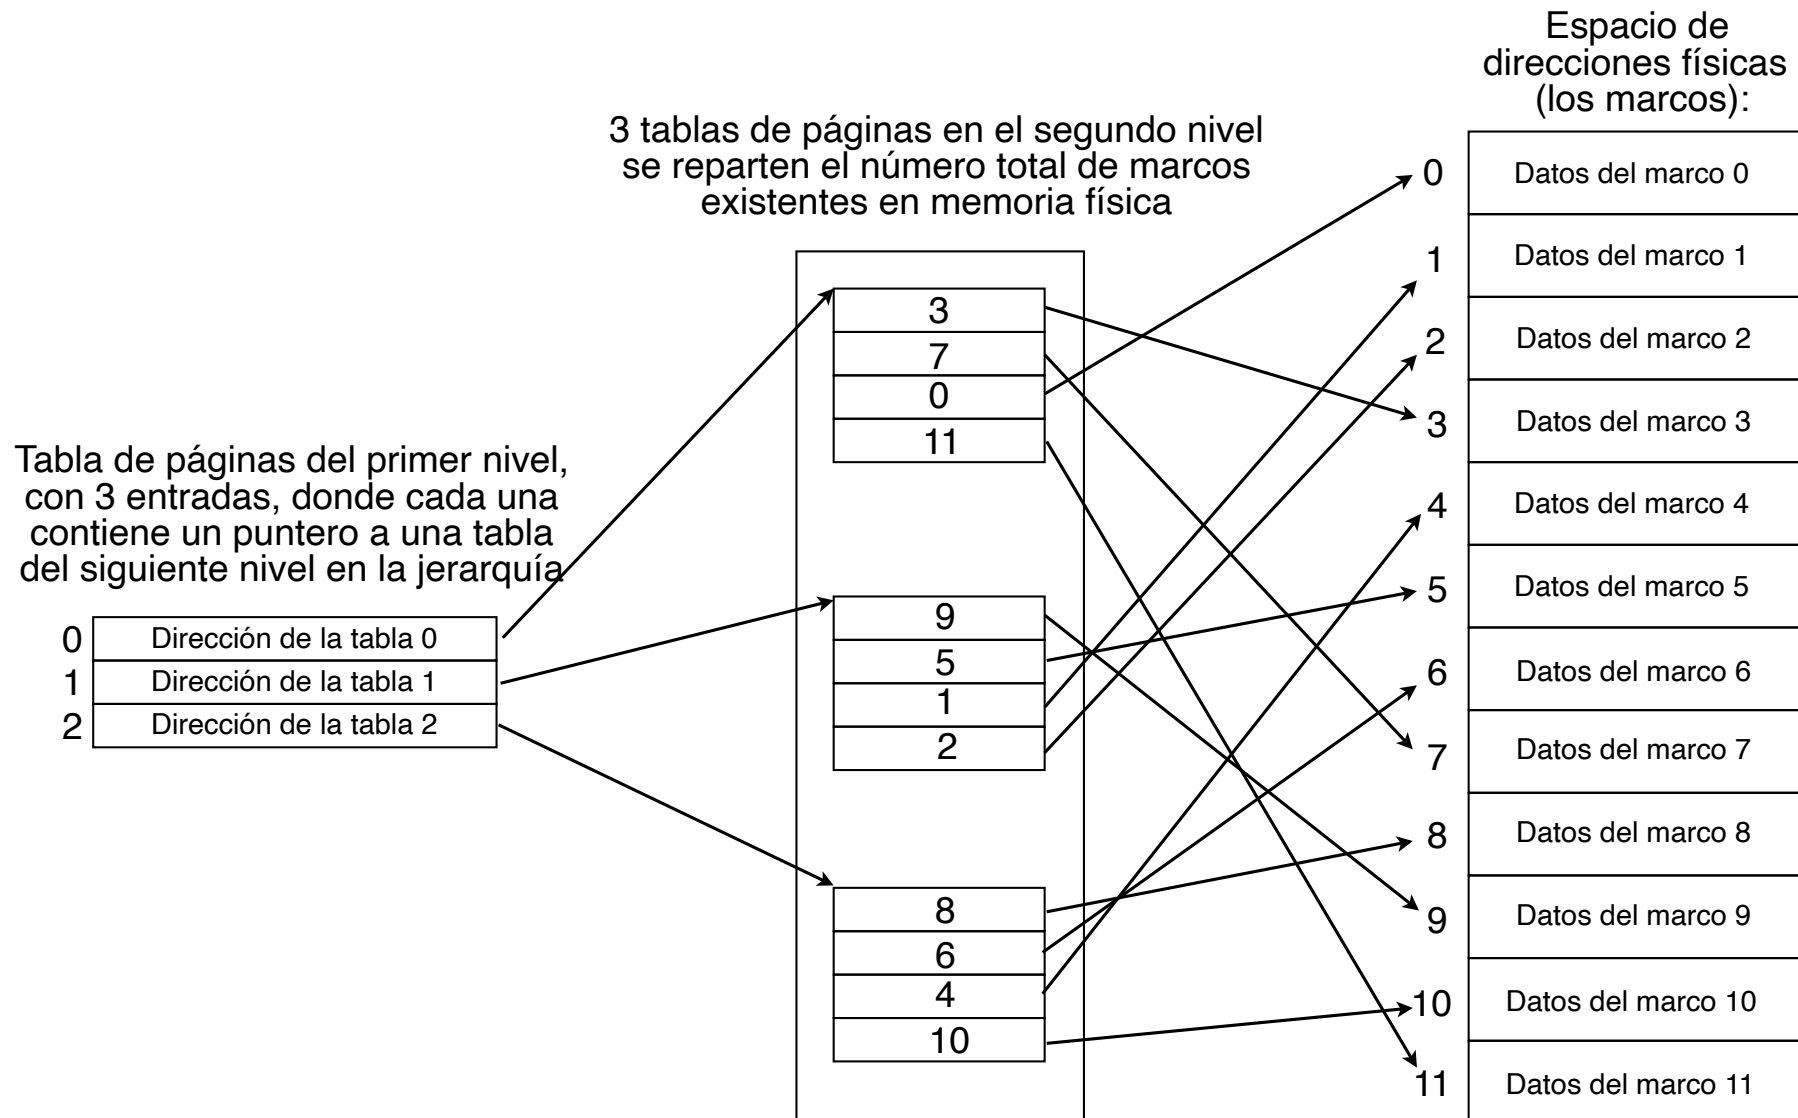 Espacio de
direcciones físicas
(los marcos):
3 tablas de páginas en el segundo nivel
se reparten el número total de marcos
existentes en memoria física
Tabla de páginas del primer nivel,
con 3 entradas, donde cada una
contiene un puntero a una tabla
del siguiente nivel en la jerarquía
0 Dirección de la tabla 0
1 Dirección de la tabla 1
2 Dirección de la tabla 2
3
7
0
11
9
5
1
2
8
6
4
10
0 Datos del marco 0
1 Datos del marco 1
2 Datos del marco 2
3 Datos del marco 3
4 Datos del marco 4
5 Datos del marco 5
6 Datos del marco 6
7 Datos del marco 7
8 Datos del marco 8
9 Datos del marco 9
10 Datos del marco 10
11 Datos del marco 11